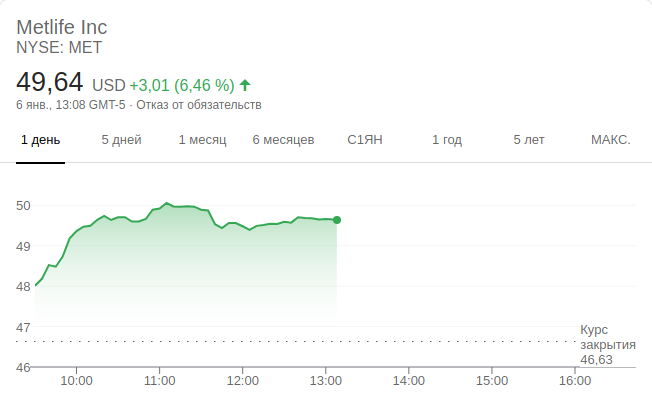 Metlife Inc
NYSE: MET
49,64 USD +3,01 (6,46 %) ↑
6 янв., 13:08 GMT-5 · Отказ от обязательств
1 день 5 дней 1 месяц 6 месяцев С1ЯН 1 год 5 лет МАКС.
50
49
48
47
Курс
закрытия
46,63
46
10:00 11:00 12:00 13:00 14:00 15:00 16:00